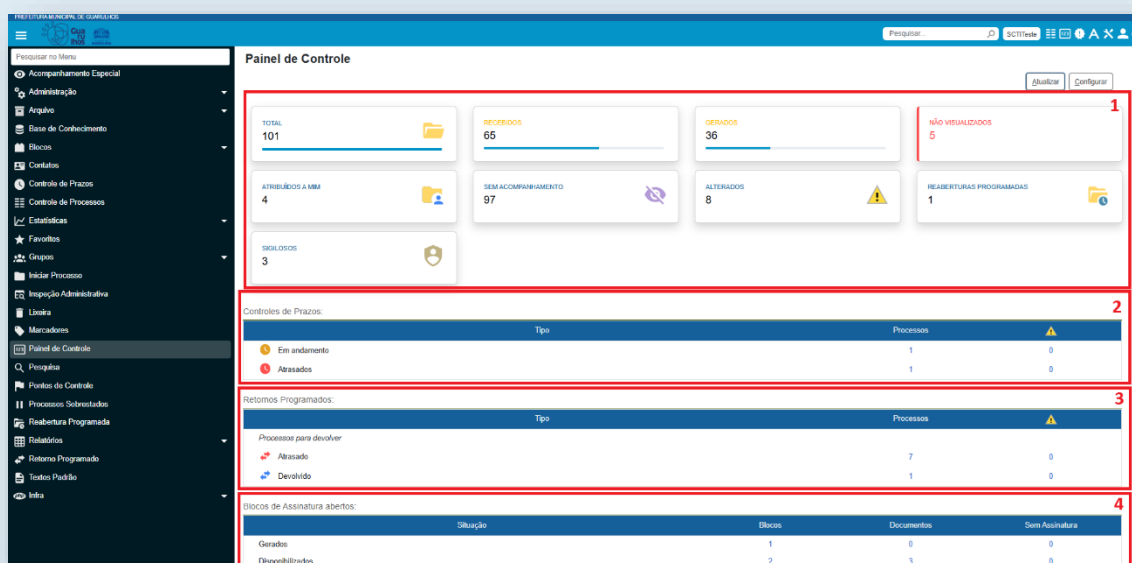 PREFEITURA MUNICIPAL DE GUARULHOS
Gua
ru
lhos
Pesquisar...
SCTITeste
Pesquisar no Menu
Acompanhamento Especial
Administração
Arquivo
Base de Conhecimento
Blocos
Contatos
Controle de Prazos
Controle de Processos
Estatísticas
Favoritos
Grupos
Iniciar Processo
Inspeção Administrativa
Lixeira
Marcadores
Painel de Controle
Pesquisa
Pontos de Controle
Processos Sobrestados
Reabertura Programada
Relatórios
Retorno Programado
Textos Padrão
Infra
Painel de Controle
Atualizar Configurar
1
TOTAL
101
RECEBIDOS
65
GERADOS
36
NÃO VISUALIZADOS
5
ATRIBUÍDOS A MIM
4
SEM ACOMPANHAMENTO
97
ALTERADOS
8
REABERTURAS PROGRAMADAS
1
SIGILOSOS
3
2
Controles de Prazos:
Tipo Processos
Em andamento 1 0
Atrasados 1 0
3
Retornos Programados:
Tipo Processos
Processos para devolver
Atrasado 7 0
Devolvido 1 0
4
Blocos de Assinatura abertos:
Situação Blocos Documentos Sem Assinatura
Gerados 1 0 0
Disponibilizados 2 3 0